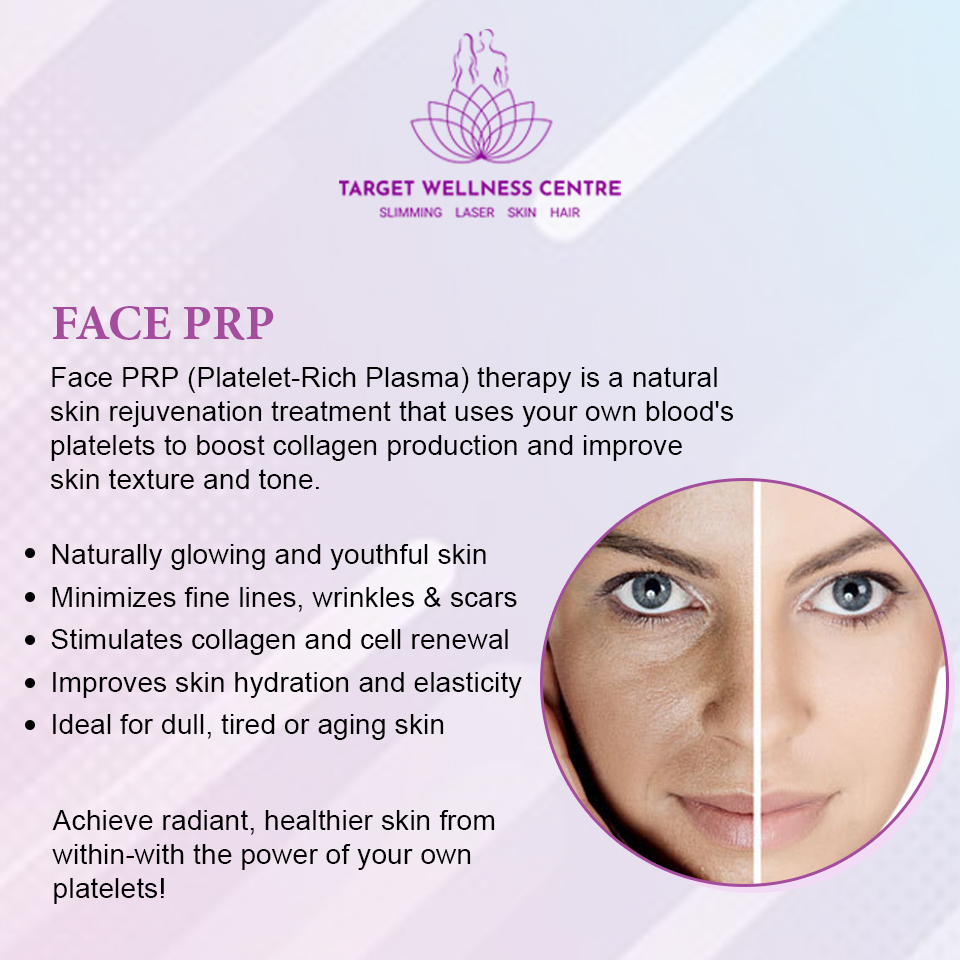 TARGET WELLNESS CENTRE
SLIMMING LASER SKIN HAIR
FACE PRP
Face PRP (Platelet-Rich Plasma) therapy is a natural
skin rejuvenation treatment that uses your own blood's
platelets to boost collagen production and improve
skin texture and tone.
• Naturally glowing and youthful skin
• Minimizes fine lines, wrinkles & scars
• Stimulates collagen and cell renewal
• Improves skin hydration and elasticity
• Ideal for dull, tired or aging skin
Achieve radiant, healthier skin from
within-with the power of your own
platelets!